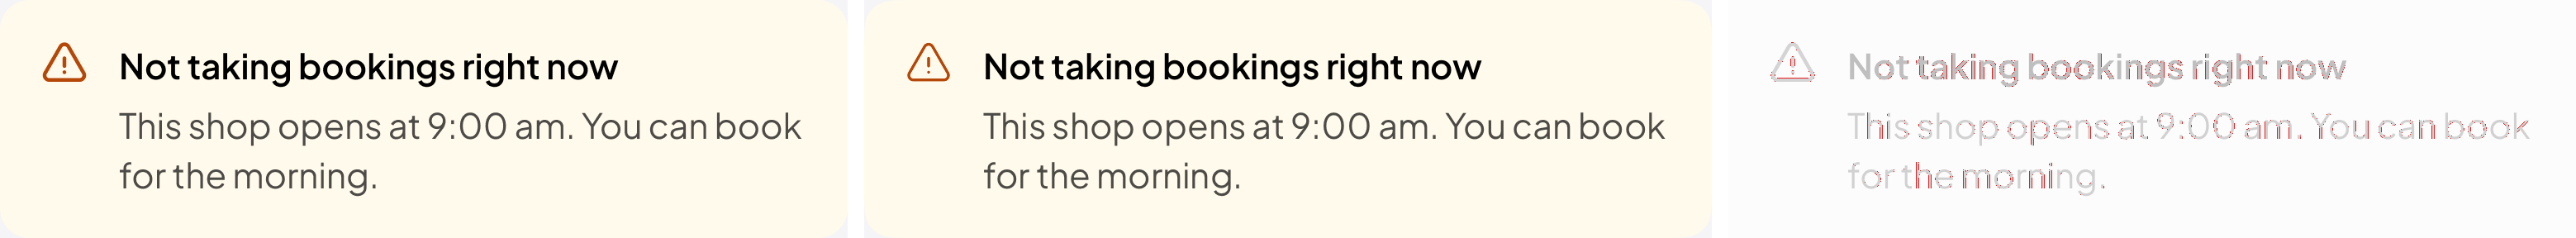 Not taking bookings right now
This shop opens at 9:00 am. You can book
for the morning.
Not taking bookings right now
This shop opens at 9:00 am. You can book
for the morning.
Not taking bookings right now
This shop opens at 9:00 am. You can book
for the morning.